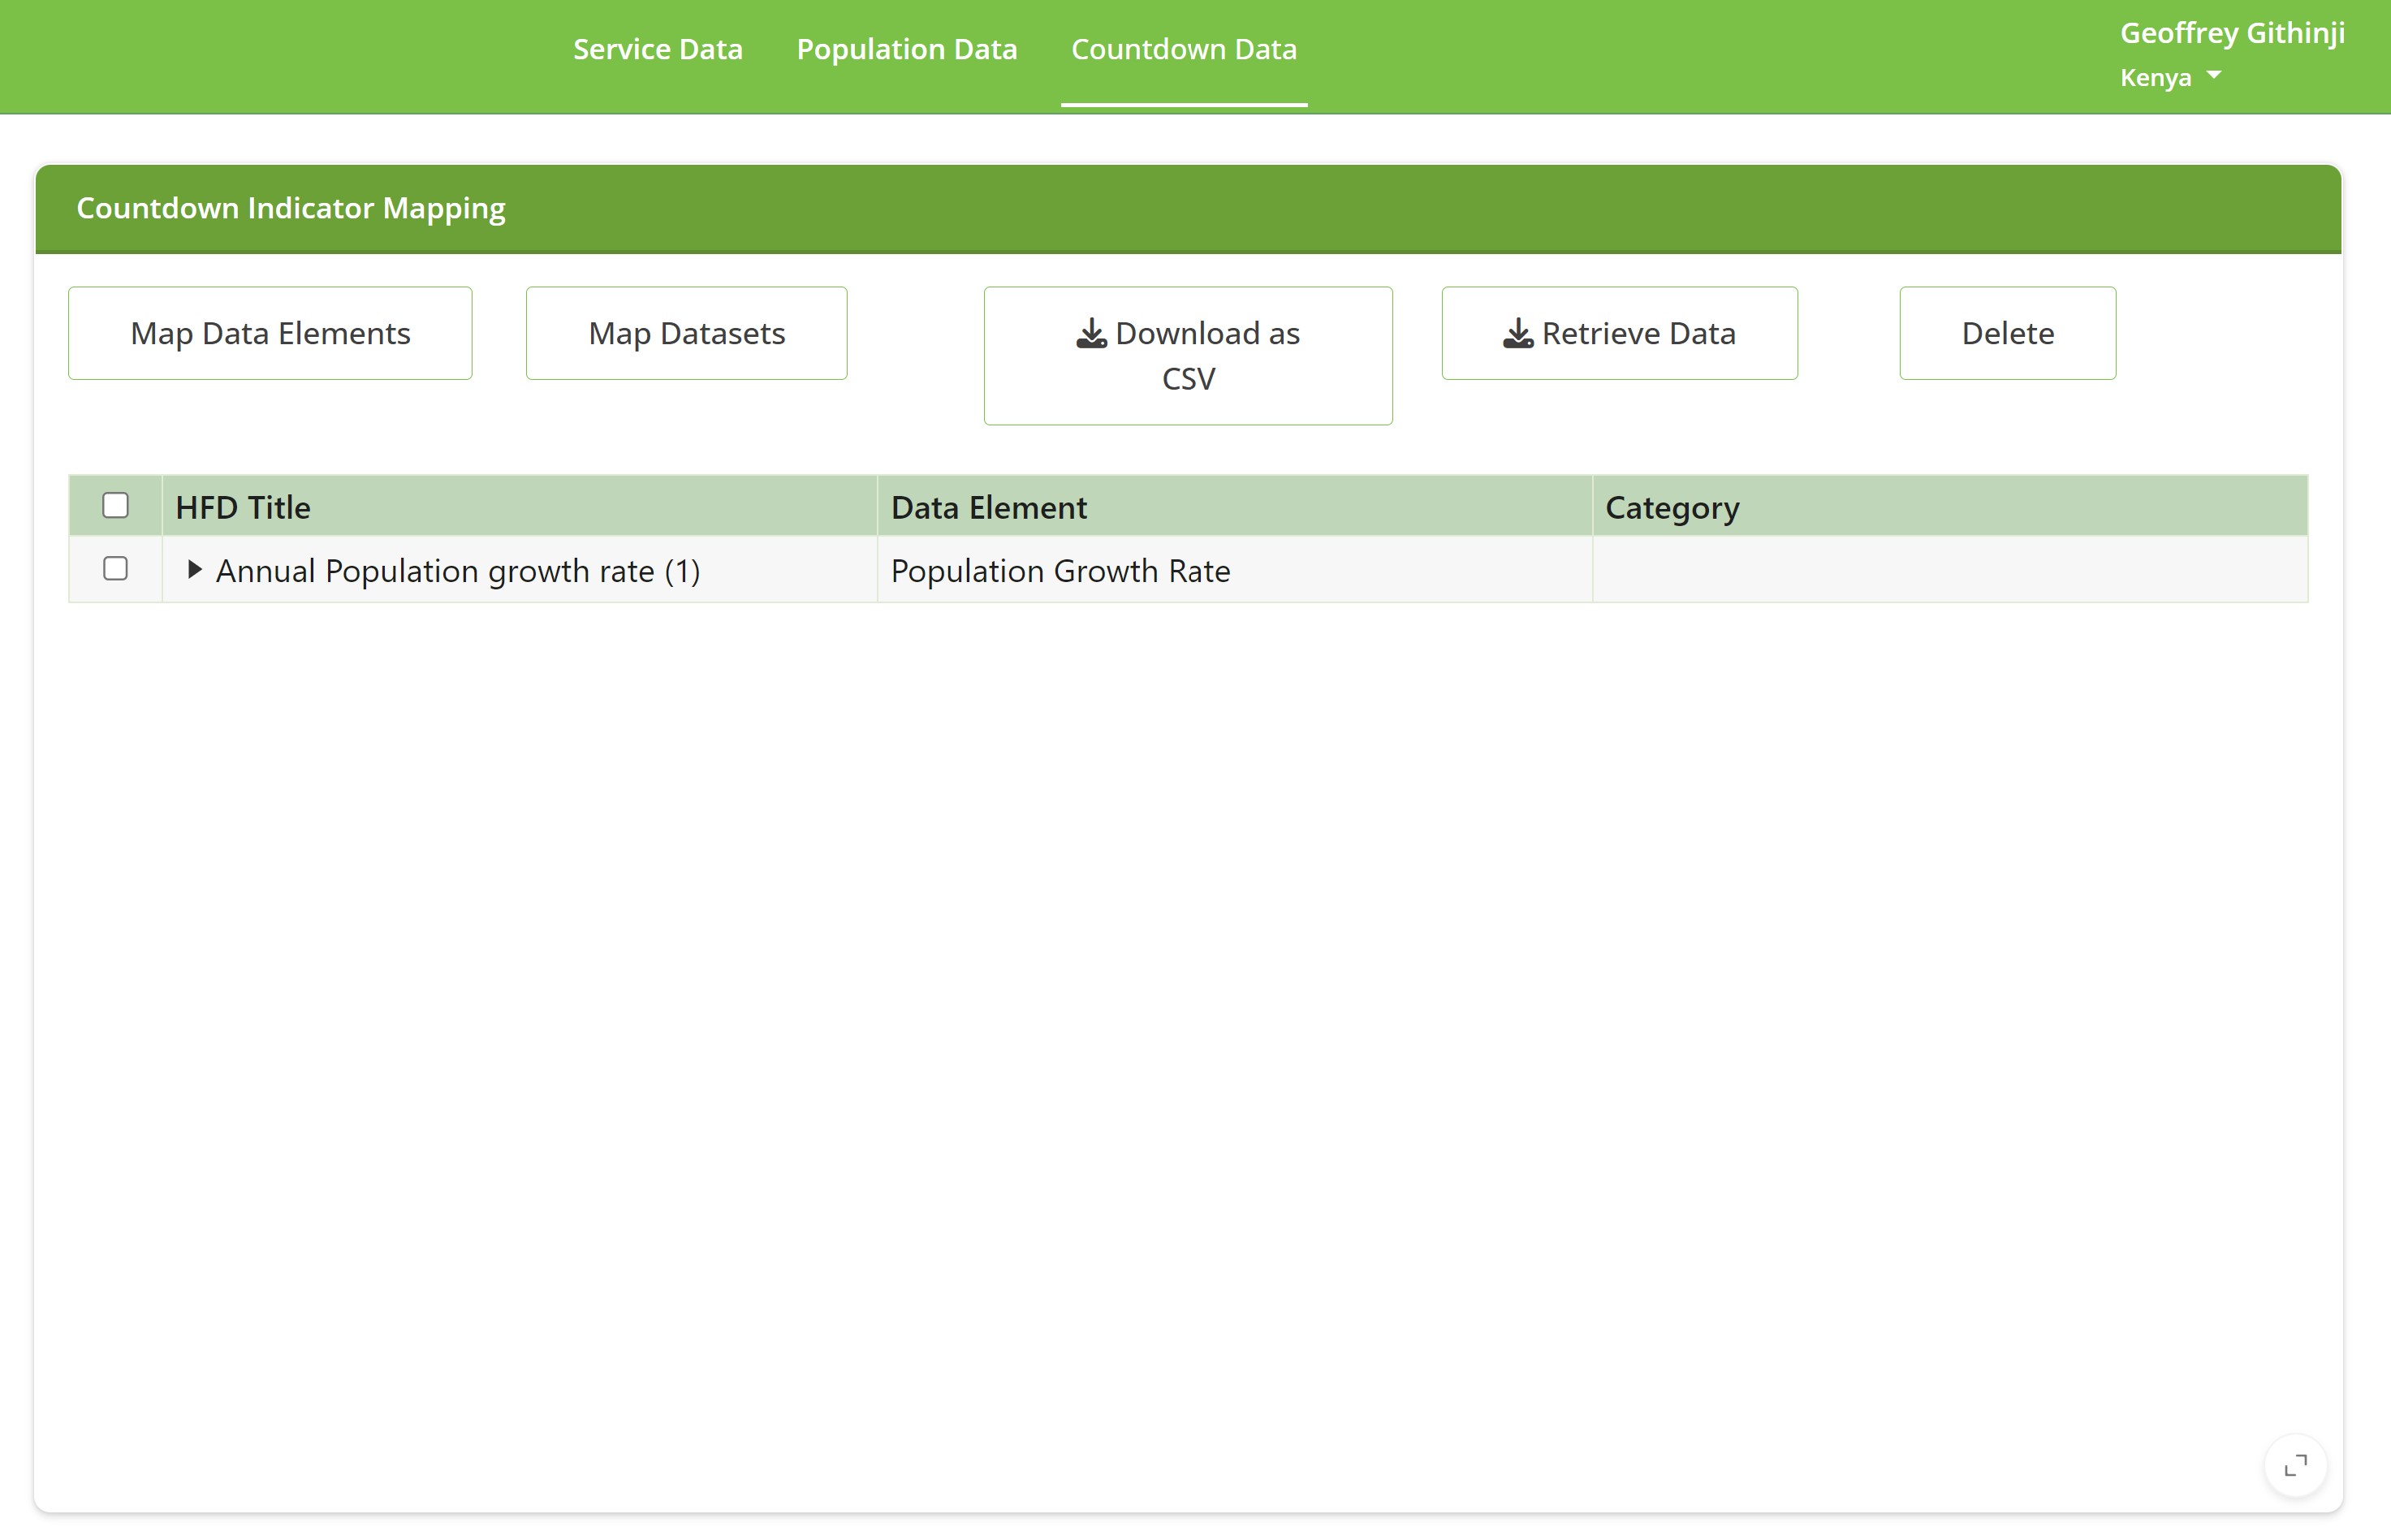 Service Data Population Data Countdown Data
Geoffrey Githinji
Kenya
Countdown Indicator Mapping
Map Data Elements
Map Datasets
Download as
CSV
Retrieve Data
Delete
HFD Title Data Element Category
Annual Population growth rate (1) Population Growth Rate